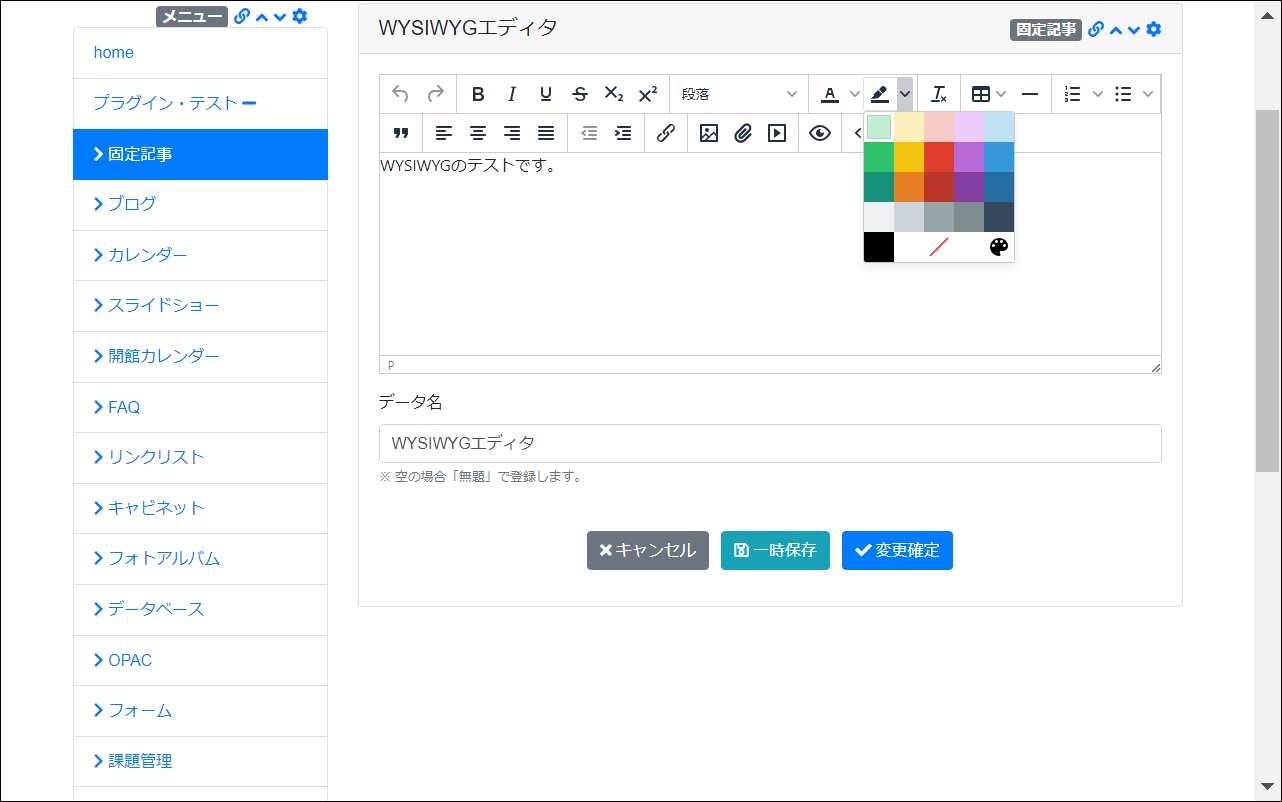 メニュー
home
プラグイン・テスト
固定記事
ブログ
カレンダー
スライドショー
開館カレンダー
FAQ
リンクリスト
キャビネット
フォトアルバム
データベース
OPAC
フォーム
課題管理
WYSIWYGエディタ
固定記事
B I U S X₂ X² 段落 A
WYSIWYGのテストです。
P
データ名
WYSIWYGエディタ
※ 空の場合「無題」で登録します。
キャンセル 一時保存 変更確定